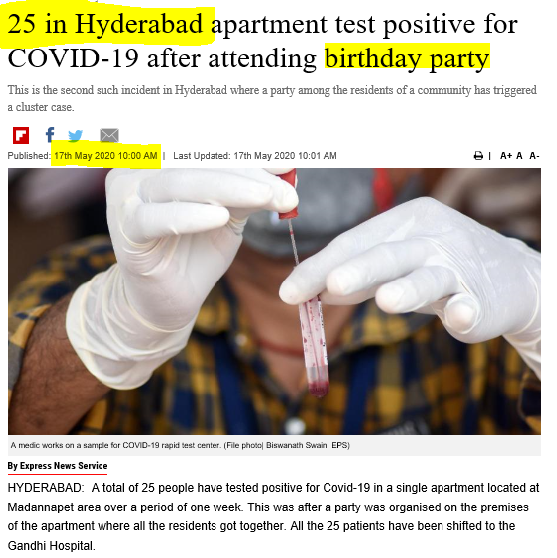 25 in Hyderabad apartment test positive for
COVID-19 after attending birthday party
This is the second such incident in Hyderabad where a party among the residents of a community has triggered
a cluster case.
Published: 17th May 2020 10:00 AM | Last Updated: 17th May 2020 10:01 AM | A+ A A-
A medic works on a sample for COVID-19 rapid test center. (File photo| Biswanath Swain EPS)
By Express News Service
HYDERABAD: A total of 25 people have tested positive for Covid-19 in a single apartment located at
Madannapet area over a period of one week. This was after a party was organised on the premises
of the apartment where all the residents got together. All the 25 patients have been shifted to the
Gandhi Hospital.